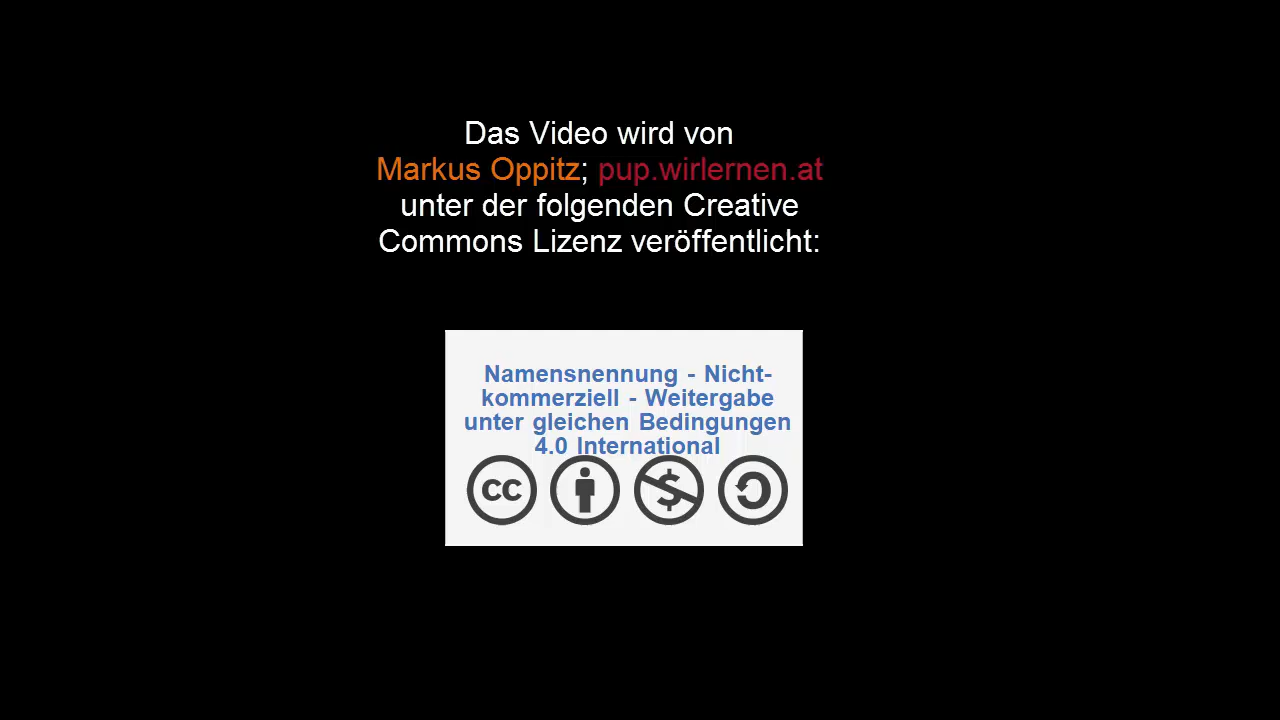 Das Video wird von
Markus Oppitz; pup.wirlernen.at
unter der folgenden Creative
Commons Lizenz veröffentlicht:
Namensnennung - Nicht-
kommerziell - Weitergabe
unter gleichen Bedingungen
4.0 International
cc
$